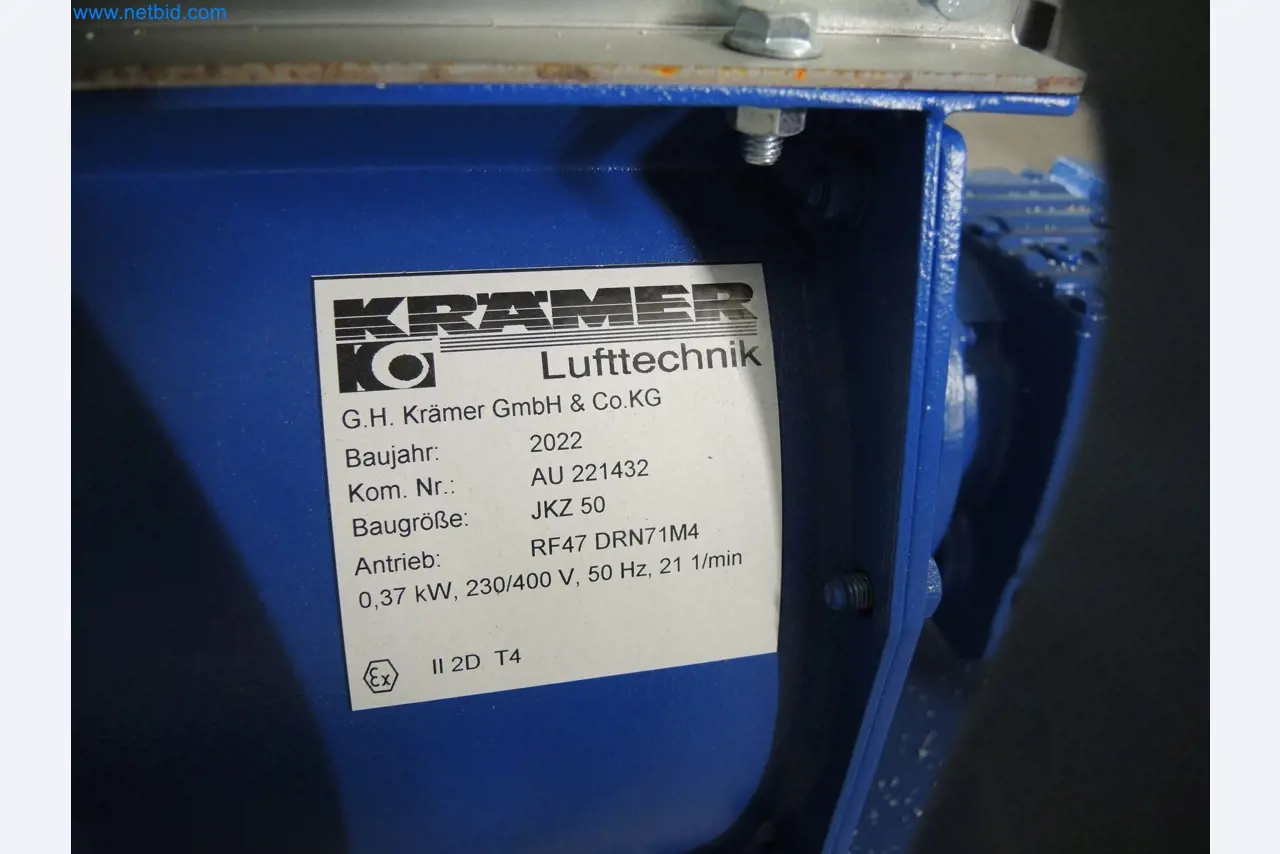 www.netbid.com
KRÄMER
Lufttechnik
G.H. Krämer GmbH & Co.KG
Baujahr: 2022
Kom. Nr.: AU 221432
Baugröße: JKZ 50
Antrieb: RF47 DRN71M4
0,37 kW, 230/400 V, 50 Hz, 21 1/min
Ex II 2D T4